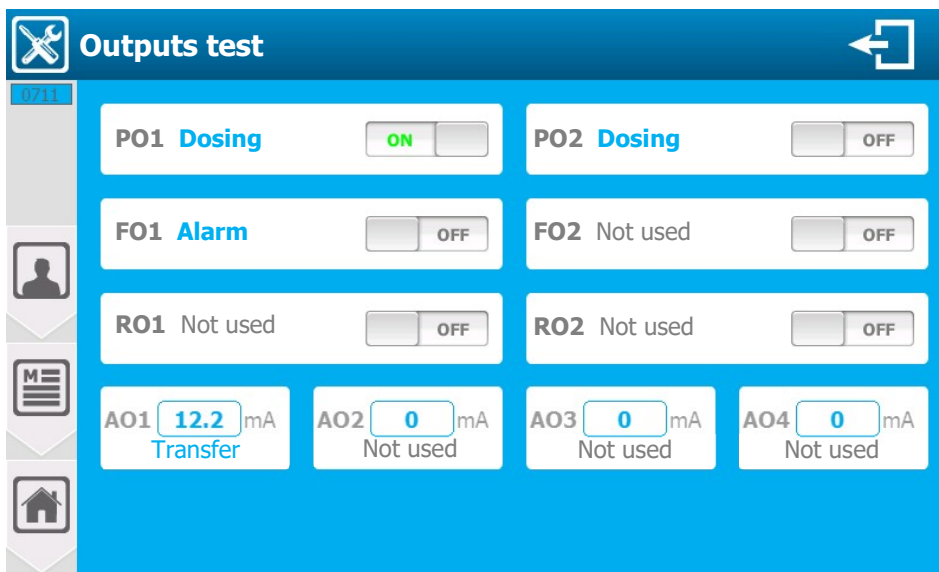 Outputs test
0711
PO1 Dosing ON
PO2 Dosing OFF
FO1 Alarm OFF
FO2 Not used OFF
RO1 Not used OFF
RO2 Not used OFF
M
AO1 12.2 mA
Transfer
AO2 0 mA
Not used
AO3 0 mA
Not used
AO4 0 mA
Not used